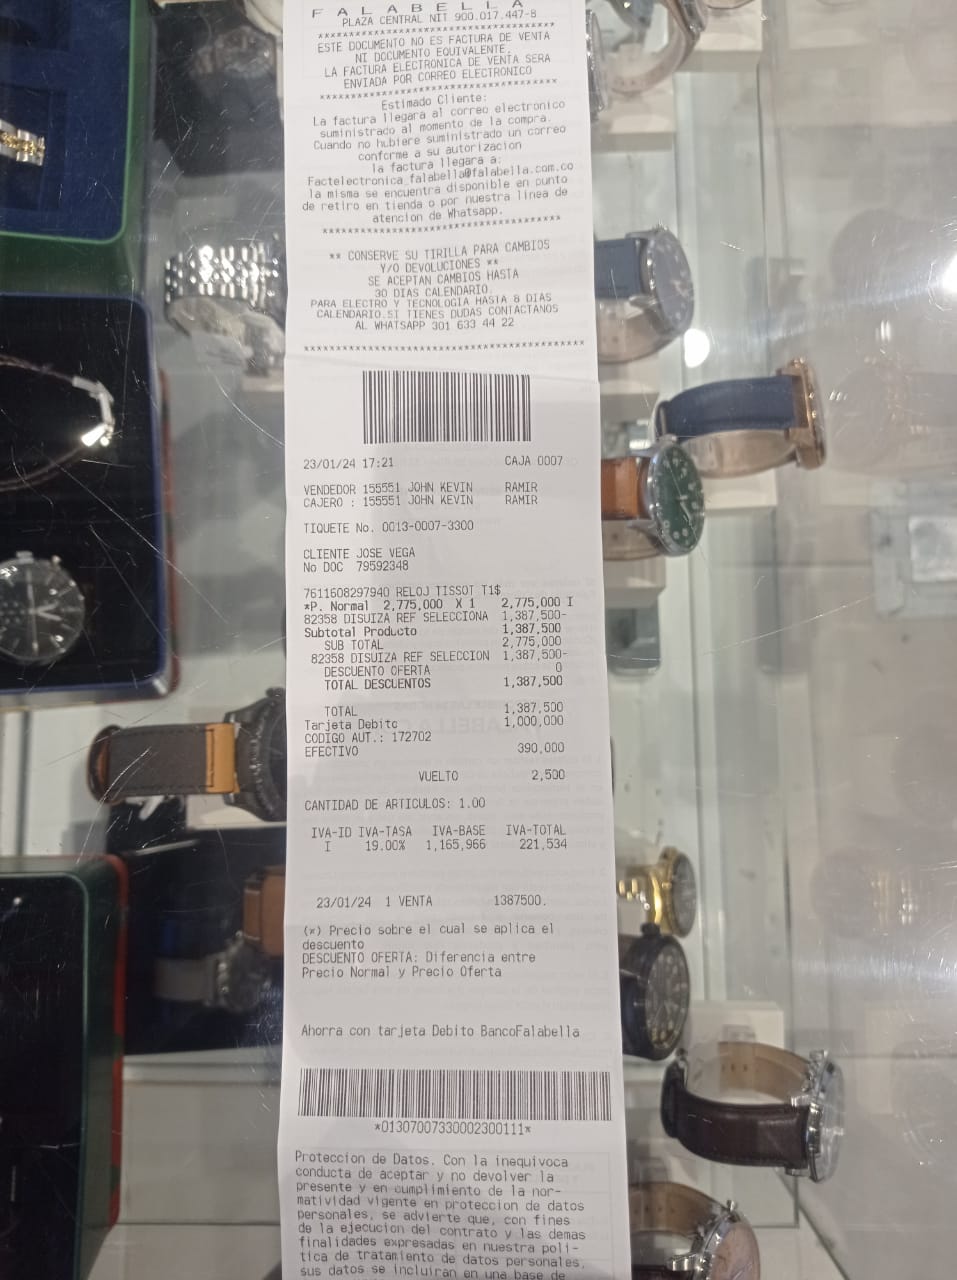 F A L A B E L L A
PLAZA CENTRAL NIT 900.017.447-8
************************************
ESTE DOCUMENTO NO ES FACTURA DE VENTA
NI DOCUMENTO EQUIVALENTE.
LA FACTURA ELECTRONICA DE VENTA SERA
ENVIADA POR CORREO ELECTRONICO
************************************
Estimado Cliente:
La factura llegara al correo electronico
suministrado al momento de la compra.
Cuando no hubiere suministrado un correo
conforme a su autorizacion
la factura llegara a:
Factelectronica_falabella@falabella.com.co
la misma se encuentra disponible en punto
de retiro en tienda o por nuestra linea de
atencion de Whatsapp.
************************************
** CONSERVE SU TIRILLA PARA CAMBIOS
Y/O DEVOLUCIONES **
SE ACEPTAN CAMBIOS HASTA
30 DIAS CALENDARIO.
PARA ELECTRO Y TECNOLOGIA HASTA 8 DIAS
CALENDARIO.SI TIENES DUDAS CONTACTANOS
AL WHATSAPP 301 633 44 22
****************************************
23/01/24 17:21 CAJA 0007
VENDEDOR 155551 JOHN KEVIN RAMIR
CAJERO : 155551 JOHN KEVIN RAMIR
TIQUETE No. 0013-0007-3300
CLIENTE JOSE VEGA
No DOC 79592348
7611608297940 RELOJ TISSOT T1$
*P. Normal 2,775,000 X 1 2,775,000 I
82358 DISUIZA REF SELECCIONA 1,387,500-
Subtotal Producto 1,387,500
SUB TOTAL 2,775,000
82358 DISUIZA REF SELECCION 1,387,500-
DESCUENTO OFERTA 0
TOTAL DESCUENTOS 1,387,500
TOTAL 1,387,500
Tarjeta Debito 1,000,000
CODIGO AUT.: 172702
EFECTIVO 390,000
VUELTO 2,500
CANTIDAD DE ARTICULOS: 1.00
IVA-ID IVA-TASA IVA-BASE IVA-TOTAL
I 19.00% 1,165,966 221,534
23/01/24 1 VENTA 1387500.
(*) Precio sobre el cual se aplica el
descuento
DESCUENTO OFERTA: Diferencia entre
Precio Normal y Precio Oferta
Ahorra con tarjeta Debito BancoFalabella
*01307007330002300111*
Proteccion de Datos. Con la inequivoca
conducta de aceptar y no devolver la
presente y en cumplimiento de la nor-
matividad vigente en proteccion de datos
personales, se advierte que, con fines
de la ejecucion del contrato y las demas
finalidades expresadas en nuestra poli-
tica de tratamiento de datos personales,
sus datos se incluiran en una base de